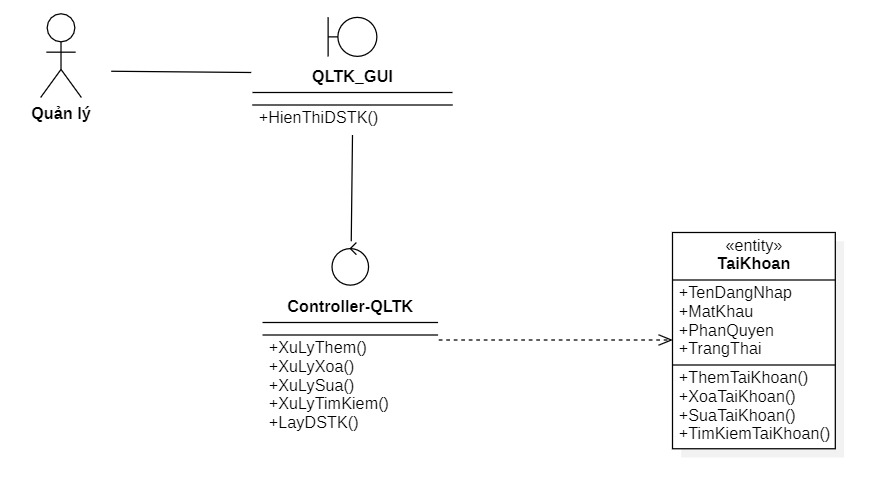 QLTK_GUI
Quản lý
+HienThiDSTK()
Controller-QLTK
+XuLyThem()
+XuLyXoa()
+XuLySua()
+XuLyTimKiem()
+LayDSTK()
«entity»
TaiKhoan
+TenDangNhap
+MatKhau
+PhanQuyen
+TrangThai
+ThemTaiKhoan()
+XoaTaiKhoan()
+SuaTaiKhoan()
+TimKiemTaiKhoan()